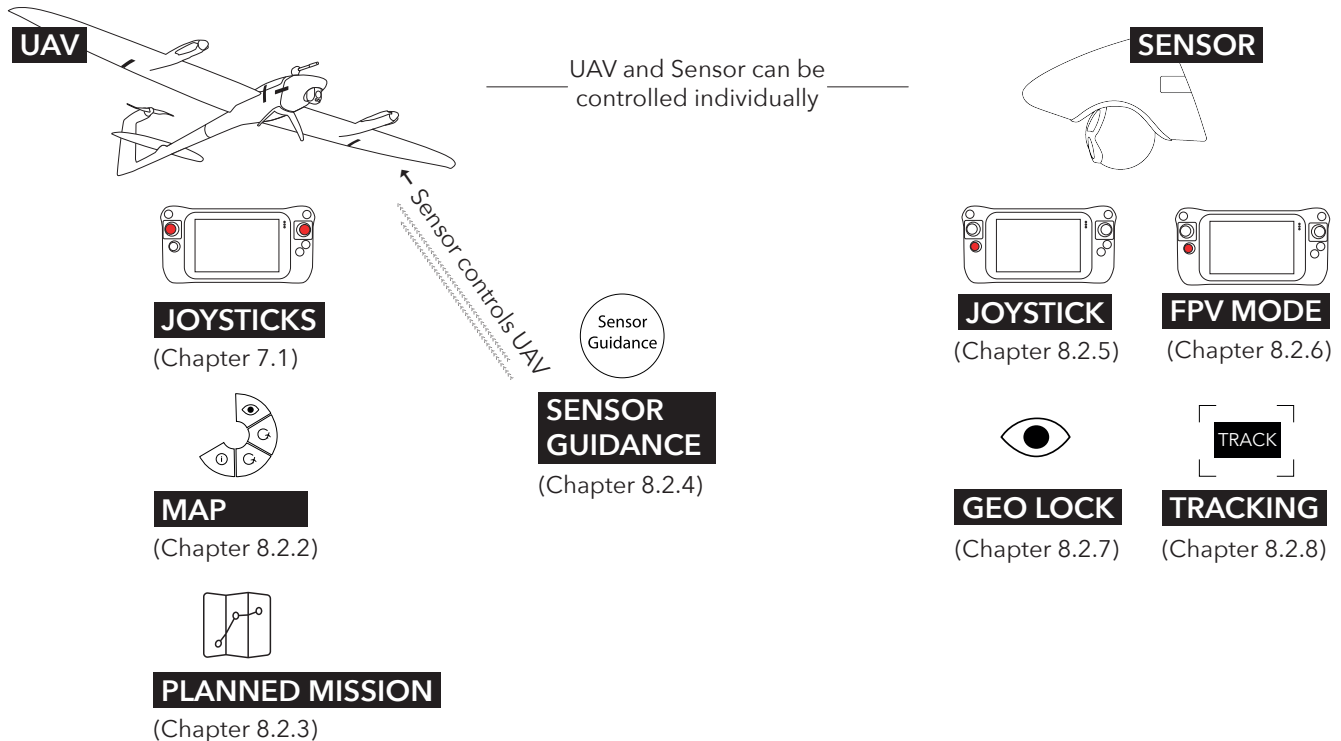 UAV
UAV and Sensor can be
controlled individually
SENSOR
Sensor controls UAV
JOYSTICKS
(Chapter 7.1)
Sensor
Guidance
SENSOR
GUIDANCE
(Chapter 8.2.4)
JOYSTICK
(Chapter 8.2.5)
FPV MODE
(Chapter 8.2.6)
MAP
(Chapter 8.2.2)
TRACK
GEO LOCK
(Chapter 8.2.7)
TRACKING
(Chapter 8.2.8)
PLANNED MISSION
(Chapter 8.2.3)